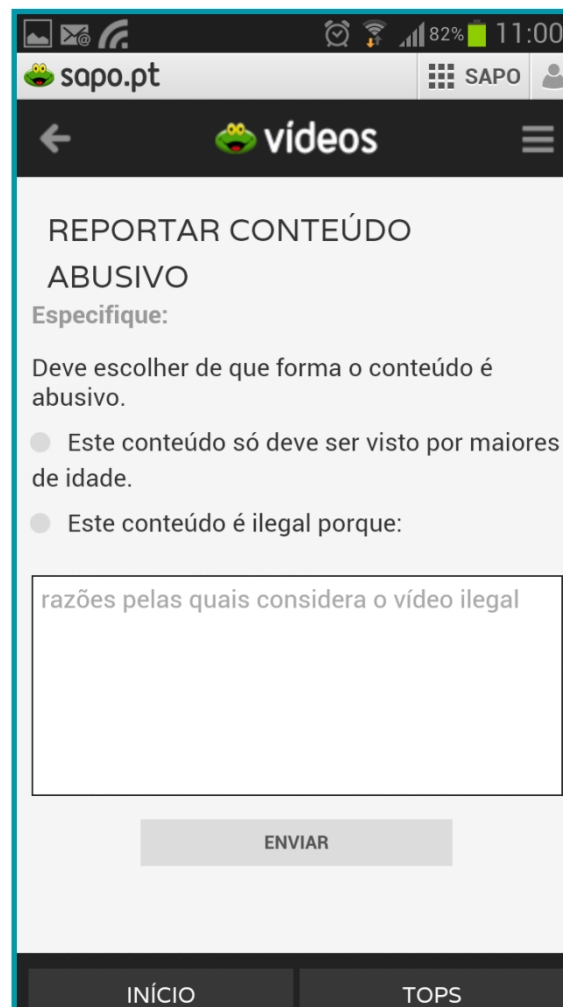 82% 11:00
sapo.pt SAPO
vídeos
REPORTAR CONTEÚDO
ABUSIVO
Especifique:
Deve escolher de que forma o conteúdo é
abusivo.
Este conteúdo só deve ser visto por maiores
de idade.
Este conteúdo é ilegal porque:
razões pelas quais considera o vídeo ilegal
ENVIAR
INÍCIO TOPS